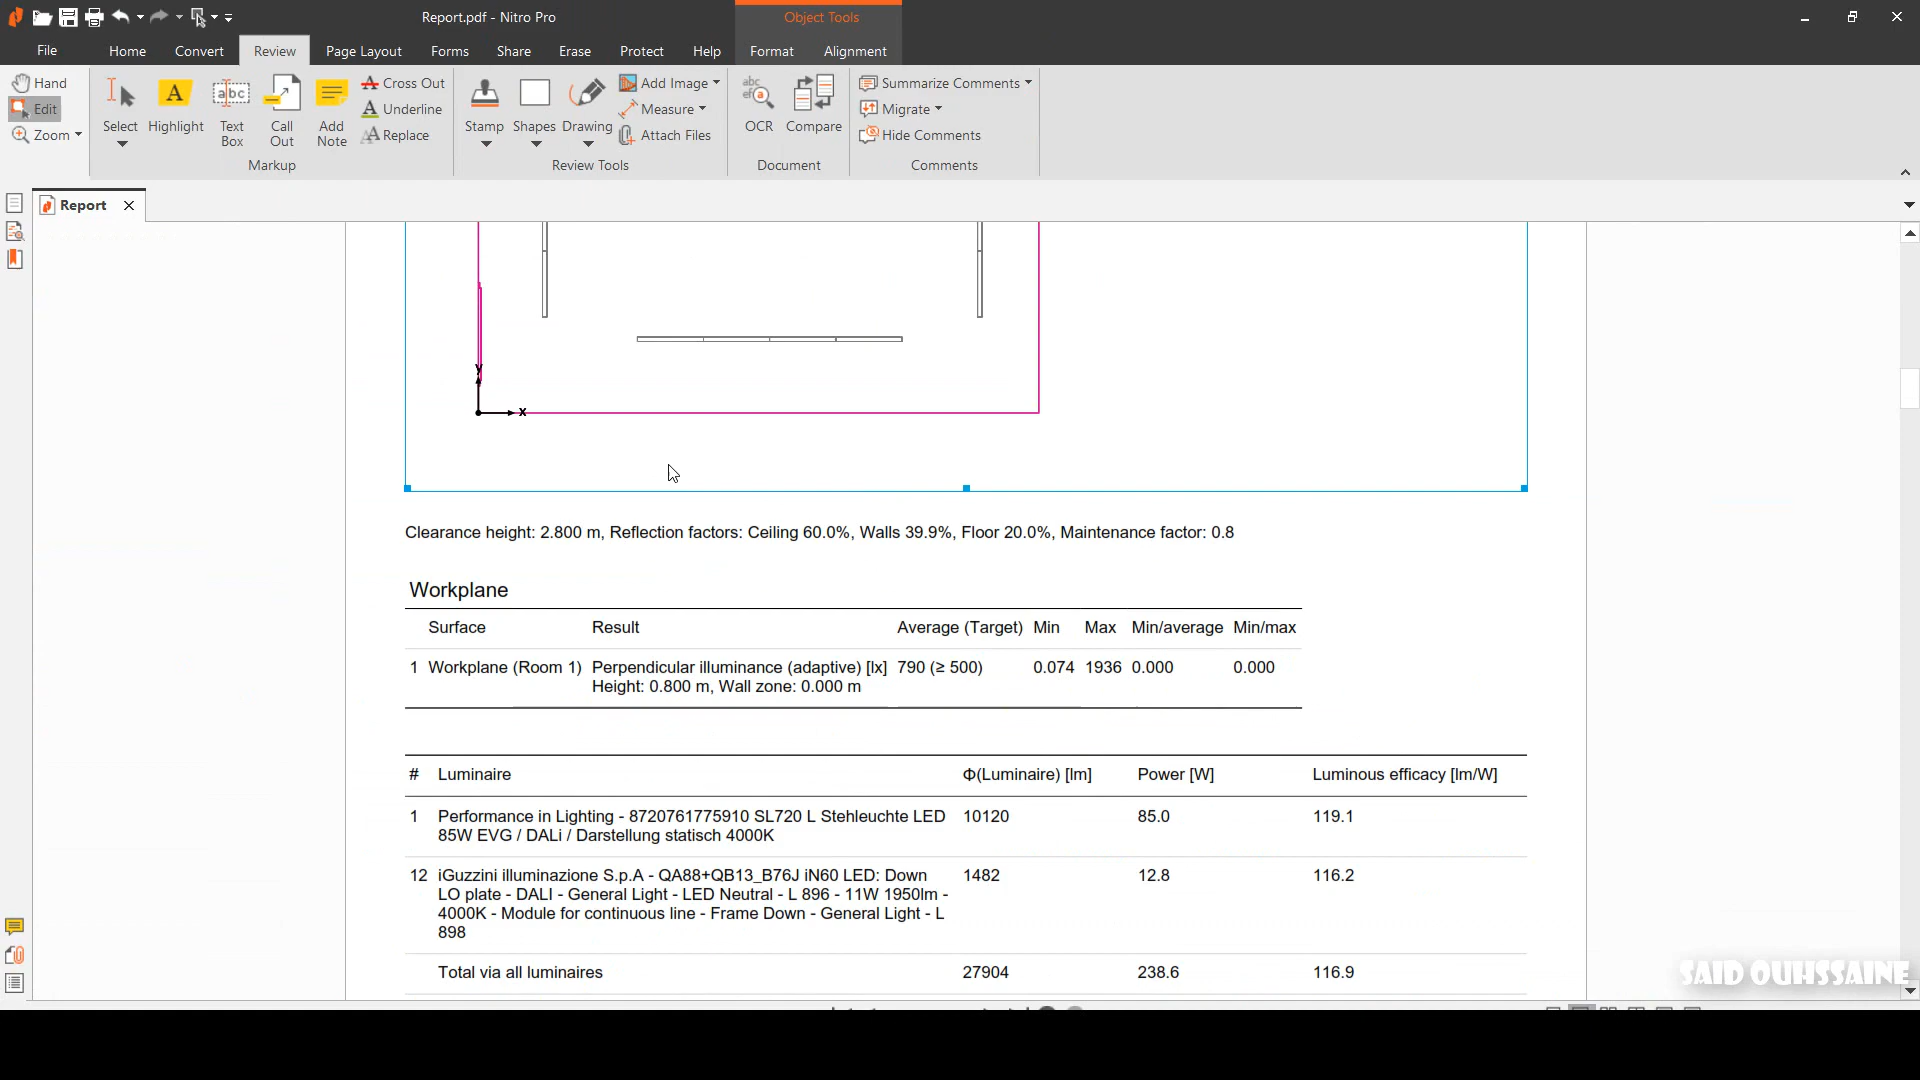 Report.pdf - Nitro Pro
Object Tools
File Home Convert Review Page Layout Forms Share Erase Protect Help Format Alignment
Hand
Edit
Zoom
Select
Highlight
Text Box
Call Out
Add Note
Cross Out
Underline
Replace
Markup
Stamp
Shapes
Drawing
Add Image
Measure
Attach Files
Review Tools
OCR
Compare
Document
Summarize Comments
Migrate
Hide Comments
Comments
Report
y
x
Clearance height: 2.800 m, Reflection factors: Ceiling 60.0%, Walls 39.9%, Floor 20.0%, Maintenance factor: 0.8
Workplane
Surface Result Average (Target) Min Max Min/average Min/max
1 Workplane (Room 1) Perpendicular illuminance (adaptive) [lx] 790 (≥ 500) 0.074 1936 0.000 0.000
Height: 0.800 m, Wall zone: 0.000 m
# Luminaire Φ(Luminaire) [lm] Power [W] Luminous efficacy [lm/W]
1 Performance in Lighting - 8720761775910 SL720 L Stehleuchte LED 10120 85.0 119.1
85W EVG / DALi / Darstellung statisch 4000K
12 iGuzzini illuminazione S.p.A - QA88+QB13_B76J iN60 LED: Down 1482 12.8 116.2
LO plate - DALI - General Light - LED Neutral - L 896 - 11W 1950lm -
4000K - Module for continuous line - Frame Down - General Light - L
898
Total via all luminaires 27904 238.6 116.9
SAID OUHSSAINE